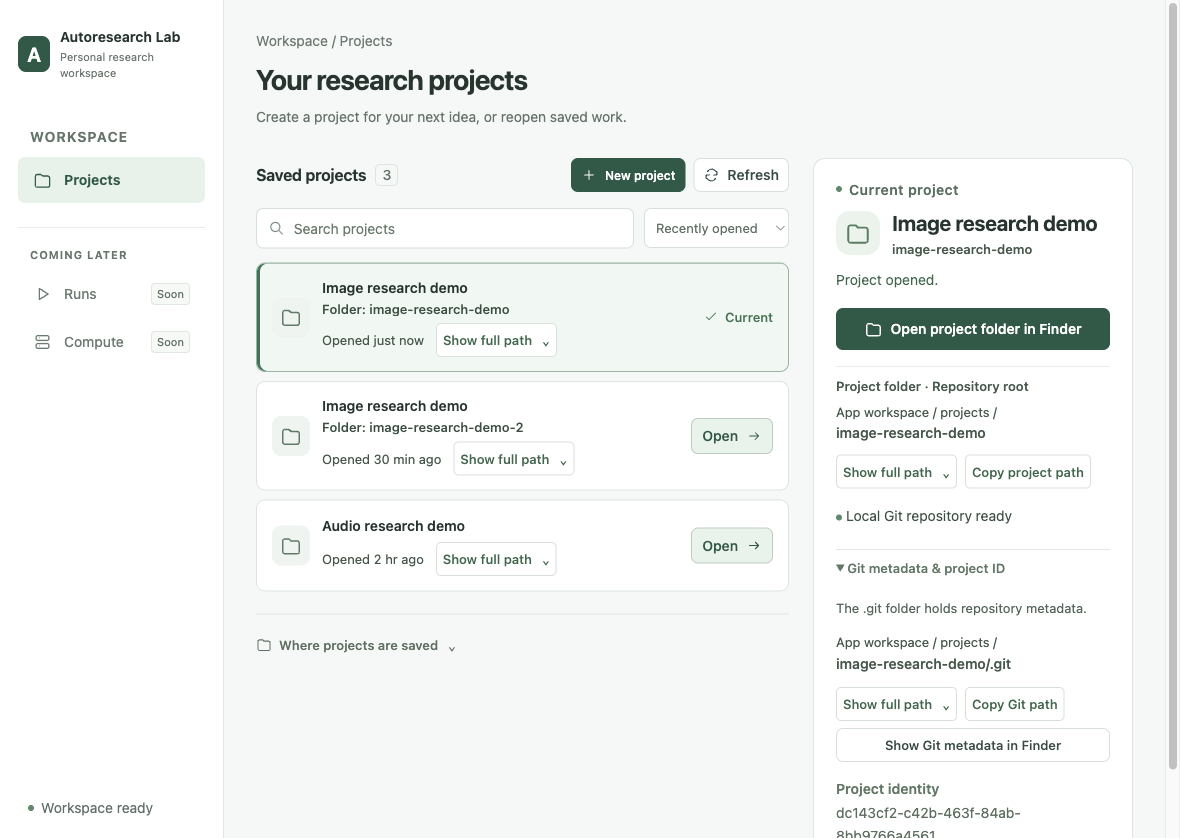 A
Autoresearch Lab
Personal research
workspace
WORKSPACE
Projects
COMING LATER
Runs
Soon
Compute
Soon
Workspace ready
Workspace / Projects
Your research projects
Create a project for your next idea, or reopen saved work.
Saved projects 3
New project
Refresh
Search projects
Recently opened
Image research demo
Folder: image-research-demo
Opened just now
Show full path
Current
Image research demo
Folder: image-research-demo-2
Opened 30 min ago
Show full path
Open
Audio research demo
Opened 2 hr ago
Show full path
Open
Where projects are saved
Current project
Image research demo
image-research-demo
Project opened.
Open project folder in Finder
Project folder · Repository root
App workspace / projects /
image-research-demo
Show full path
Copy project path
Local Git repository ready
Git metadata & project ID
The .git folder holds repository metadata.
App workspace / projects /
image-research-demo/.git
Show full path
Copy Git path
Show Git metadata in Finder
Project identity
dc143cf2-c42b-463f-84ab-
8bb9766a4561